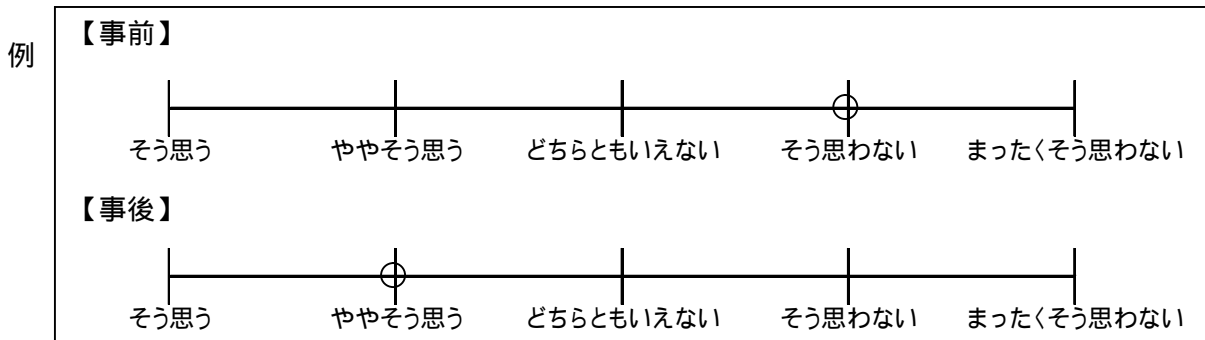 例
【事前】
そう思う ややそう思う どちらともいえない そう思わない まったくそう思わない
【事後】
そう思う ややそう思う どちらともいえない そう思わない まったくそう思わない